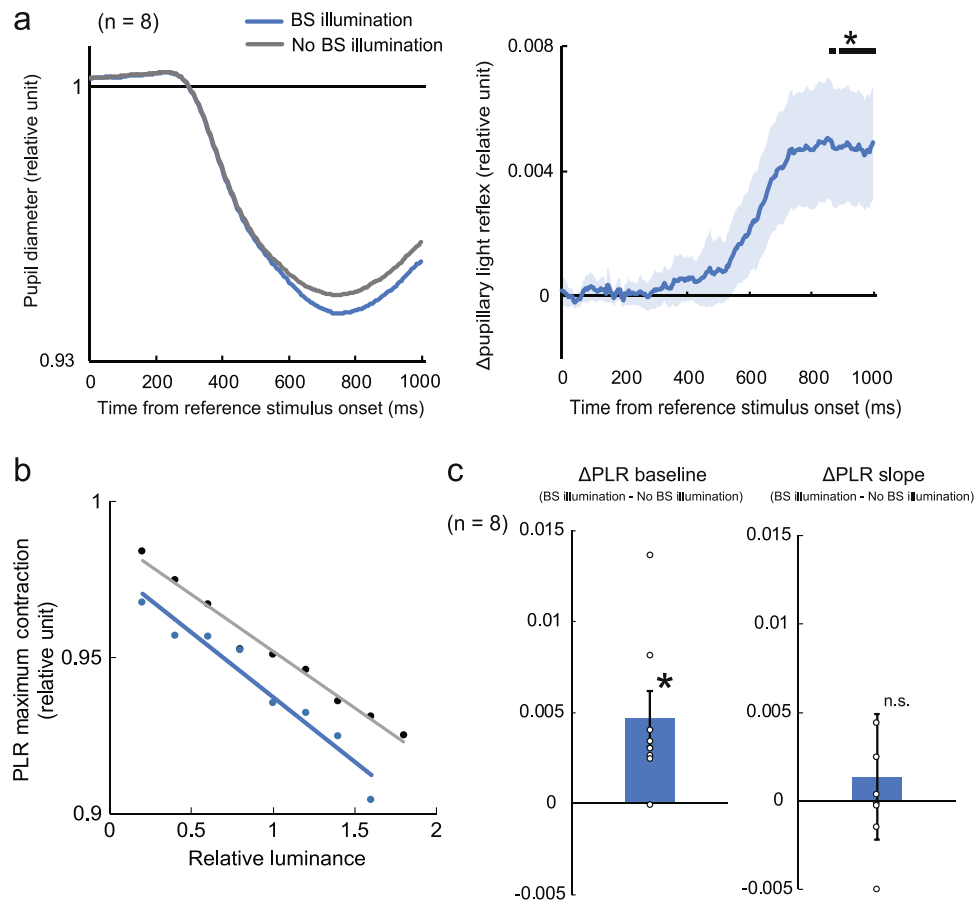 a
(n = 8)
BS illumination
No BS illumination
Pupil diameter (relative unit)
1
0.93
0 200 400 600 800 1000
Time from reference stimulus onset (ms)
Δpupillary light reflex (relative unit)
0.008
0.004
0
*
0 200 400 600 800 1000
Time from reference stimulus onset (ms)
b
PLR maximum contraction
(relative unit)
1
0.95
0.9
0 0.5 1 1.5 2
Relative luminance
c
(n = 8)
ΔPLR baseline
(BS illumination - No BS illumination)
0.015
0.01
0.005
0
-0.005
*
ΔPLR slope
(BS illumination - No BS illumination)
0.015
0.01
0.005
0
-0.005
n.s.